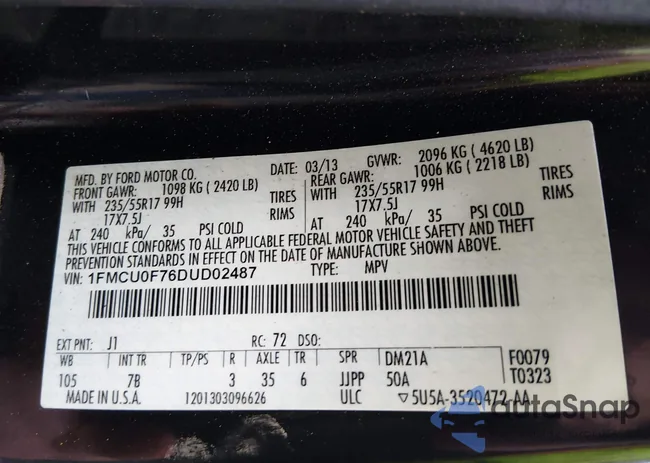 MFD. BY FORD MOTOR CO.
DATE: 03/13 GVWR: 2096 KG ( 4620 LB)
FRONT GAWR: 1098 KG ( 2420 LB) REAR GAWR: 1006 KG ( 2218 LB)
WITH 235/55R17 99H TIRES WITH 235/55R17 99H TIRES
17X7.5J RIMS 17X7.5J RIMS
AT 240 kPa/ 35 PSI COLD AT 240 kPa/ 35 PSI COLD
THIS VEHICLE CONFORMS TO ALL APPLICABLE FEDERAL MOTOR VEHICLE SAFETY, BUMPER, AND THEFT
PREVENTION STANDARDS IN EFFECT ON THE DATE OF MANUFACTURE SHOWN ABOVE.
VIN: 1FMCU0F76DUD02487 TYPE: MPV
EXT PNT: J1 RC: 72 DSO:
WB INT TR TP/PS R AXLE TR SPR DM21A F0079
105 7B 3 35 6 JJPP 50A T0323
MADE IN U.S.A. 1201303096626 ULC ▽5U5A-3520472-AA
autoSnap